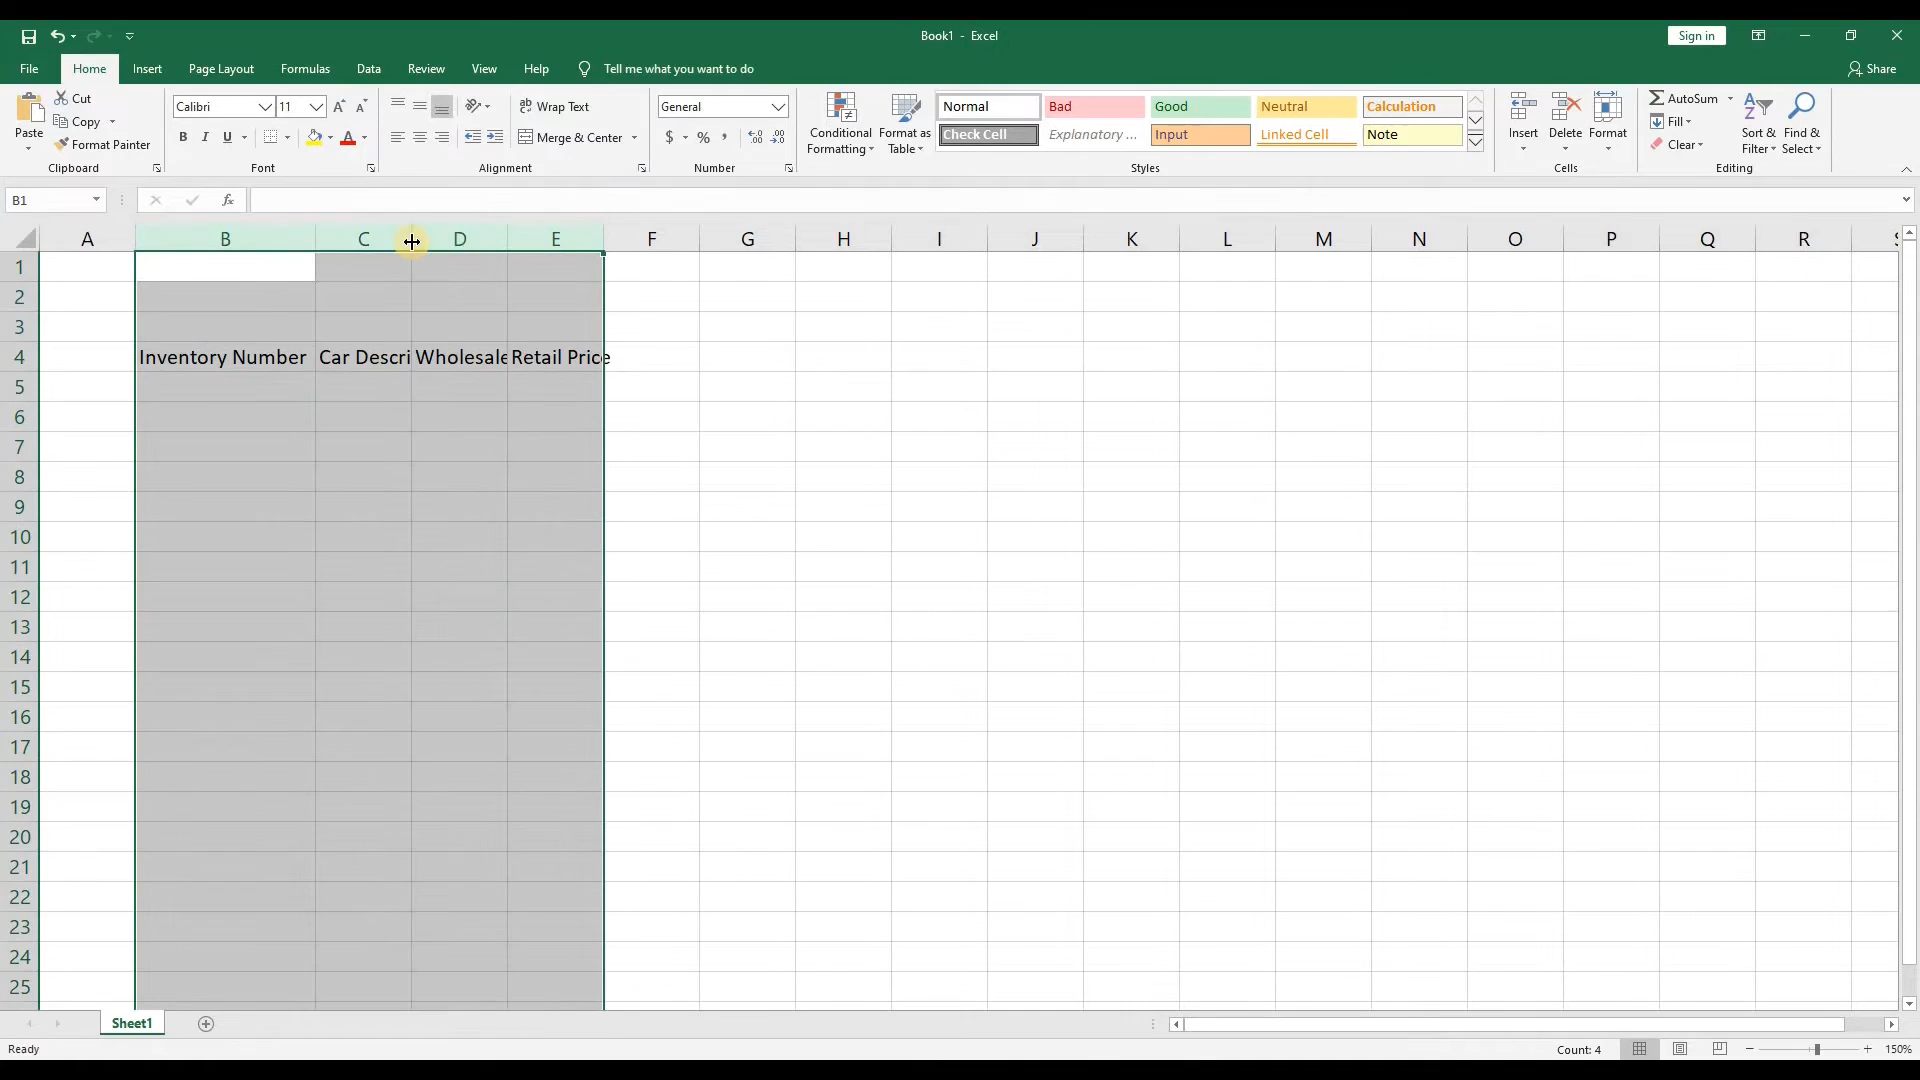 Book1 - Excel
Sign in
File Home Insert Page Layout Formulas Data Review View Help Tell me what you want to do Share
Paste
Cut
Copy
Format Painter
Clipboard
Calibri 11 A A
B I U A
Font
ab Wrap Text
Merge & Center
Alignment
General
$ % ,
Number
Conditional Formatting
Format as Table
Normal Bad Good Neutral Calculation
Check Cell Explanatory ... Input Linked Cell Note
Styles
Insert Delete Format
Cells
AutoSum
Fill
Clear
Sort & Filter
Find & Select
Editing
B1 fx
A B C D E F G H I J K L M N O P Q R
1
2
3
4 Inventory Number Car Descri Wholesale Retail Price
5
6
7
8
9
10
11
12
13
14
15
16
17
18
19
20
21
22
23
24
25
Sheet1
Ready Count: 4 150%